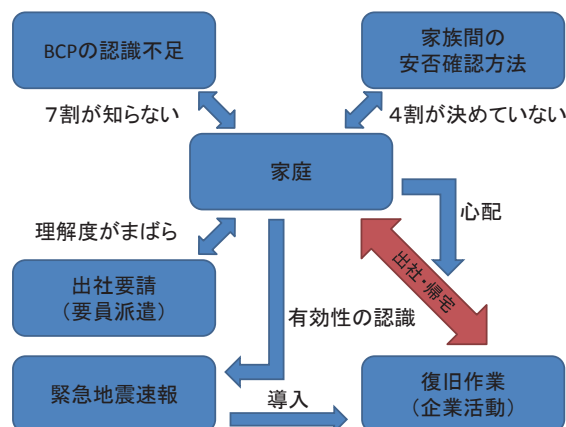 BCPの認識不足
家族間の
安否確認方法
７割が知らない
４割が決めていない
家庭
心配
理解度がまばら
出社・帰宅
出社要請
（要員派遣）
有効性の認識
緊急地震速報
導入
復旧作業
（企業活動）